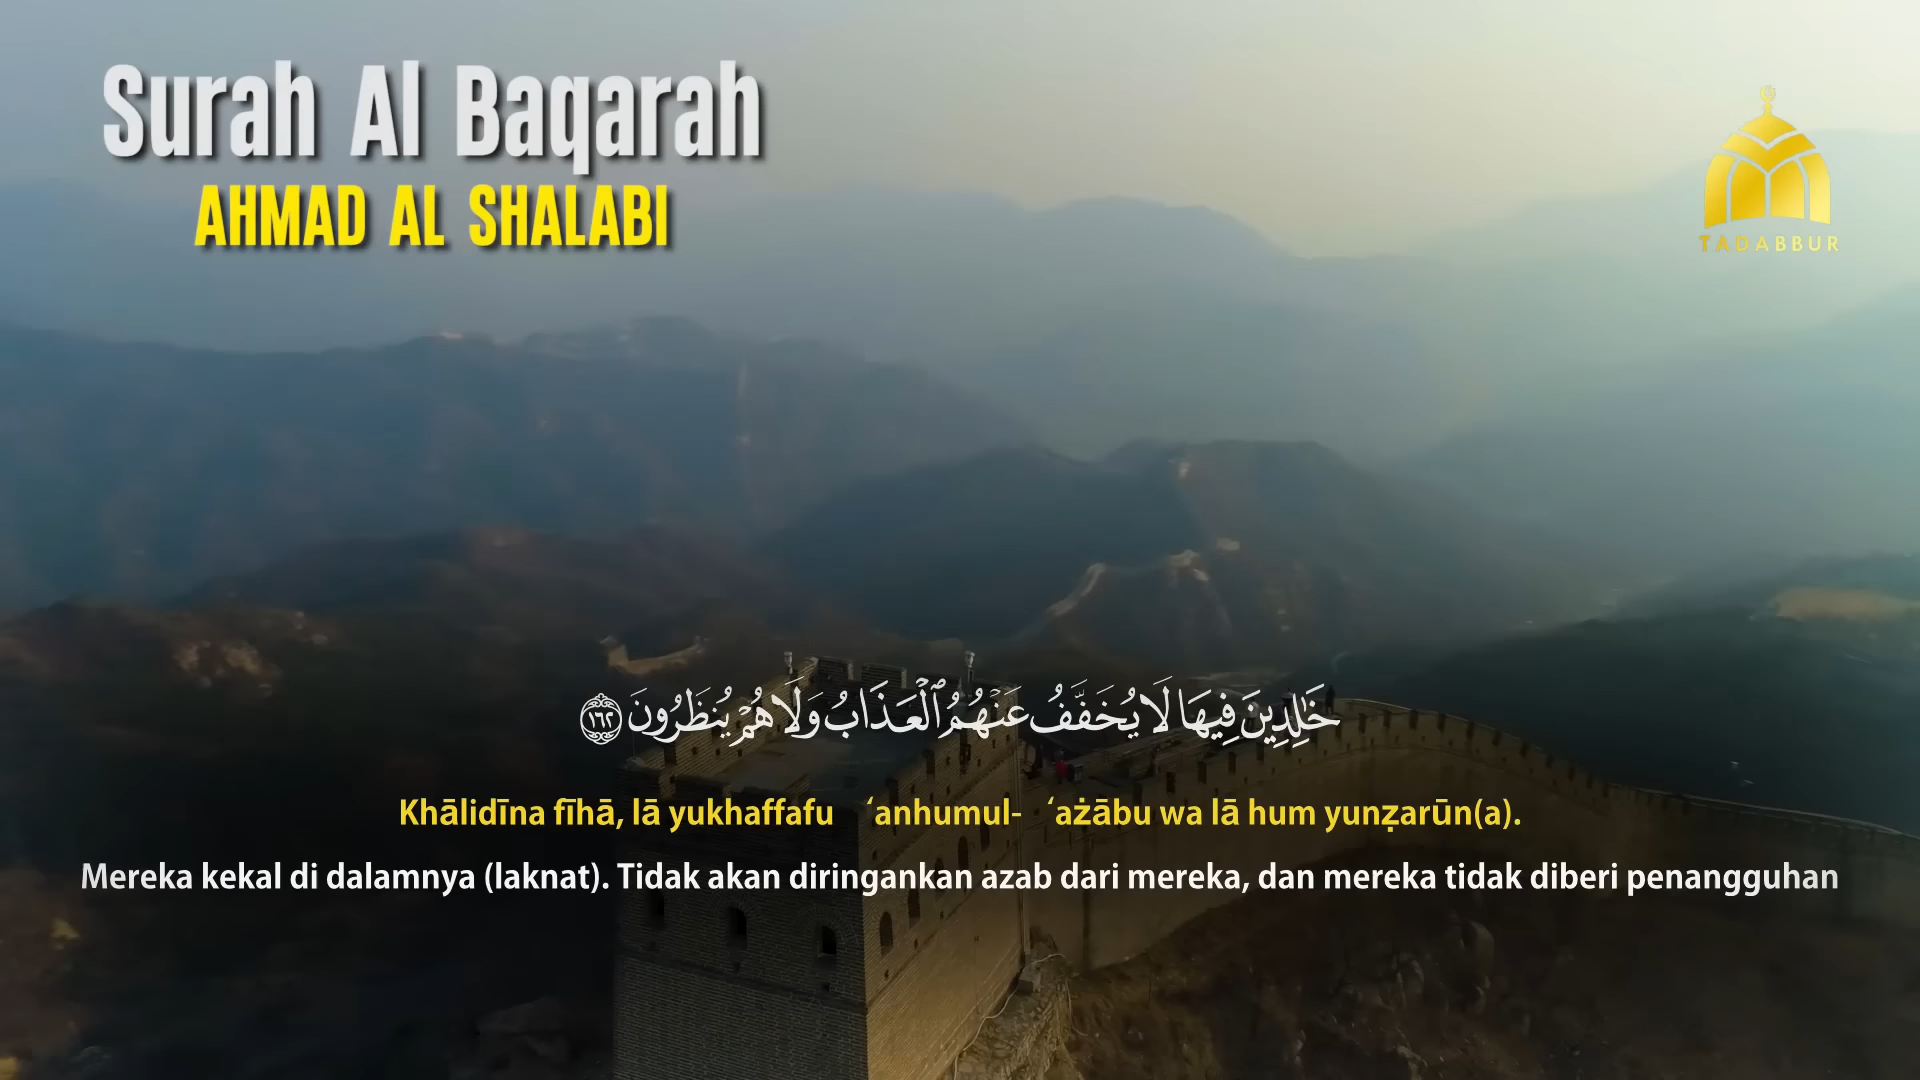 Surah Al Baqarah
AHMAD AL SHALABI
TADABBUR
خَٰلِدِينَ فِيهَا لَا يُخَفَّفُ عَنْهُمُ ٱلْعَذَابُ وَلَا هُمْ يُنظَرُونَ ١٦٢
Khālidīna fīhā, lā yukhaffafu ‘anhumul- ‘ażābu wa lā hum yunẓarūn(a).
Mereka kekal di dalamnya (laknat). Tidak akan diringankan azab dari mereka, dan mereka tidak diberi penangguhan